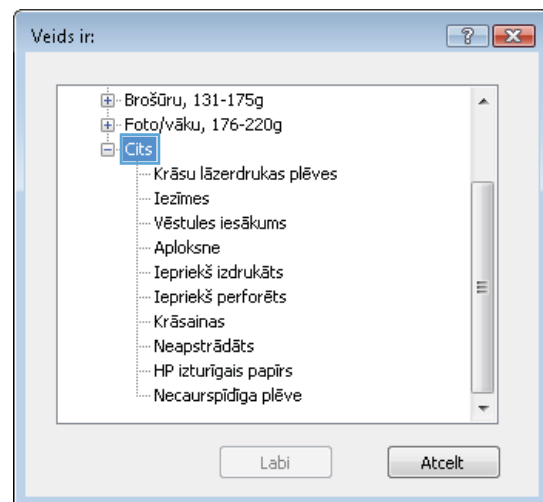 Veids ir:
Brošūru, 131-175g
Foto/vāku, 176-220g
Cits
Krāsu lāzerdrukas plēves
Iezīmes
Vēstules iesākums
Aploksne
Iepriekš izdrukāts
Iepriekš perforēts
Krāsainas
Neapstrādāts
HP izturīgais papīrs
Necaurspīdīga plēve
Labi
Atcelt